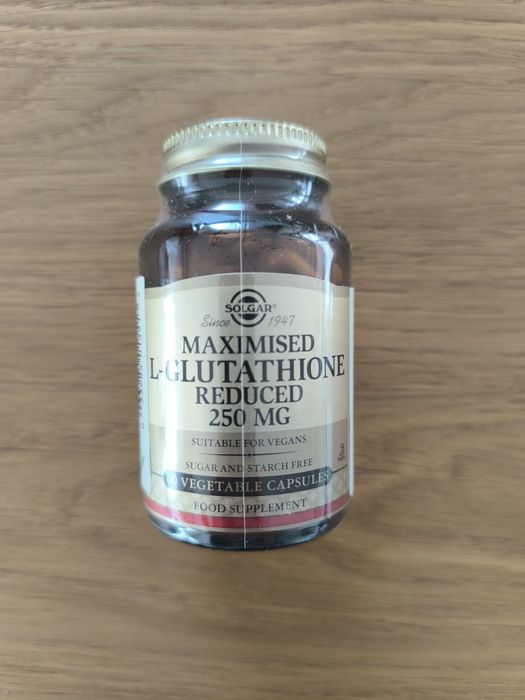 SOLGAR®
Since 1947
MAXIMISED
L-GLUTATHIONE
REDUCED
250 MG
SUITABLE FOR VEGANS
SUGAR AND STARCH FREE
VEGETABLE CAPSULES
FOOD SUPPLEMENT